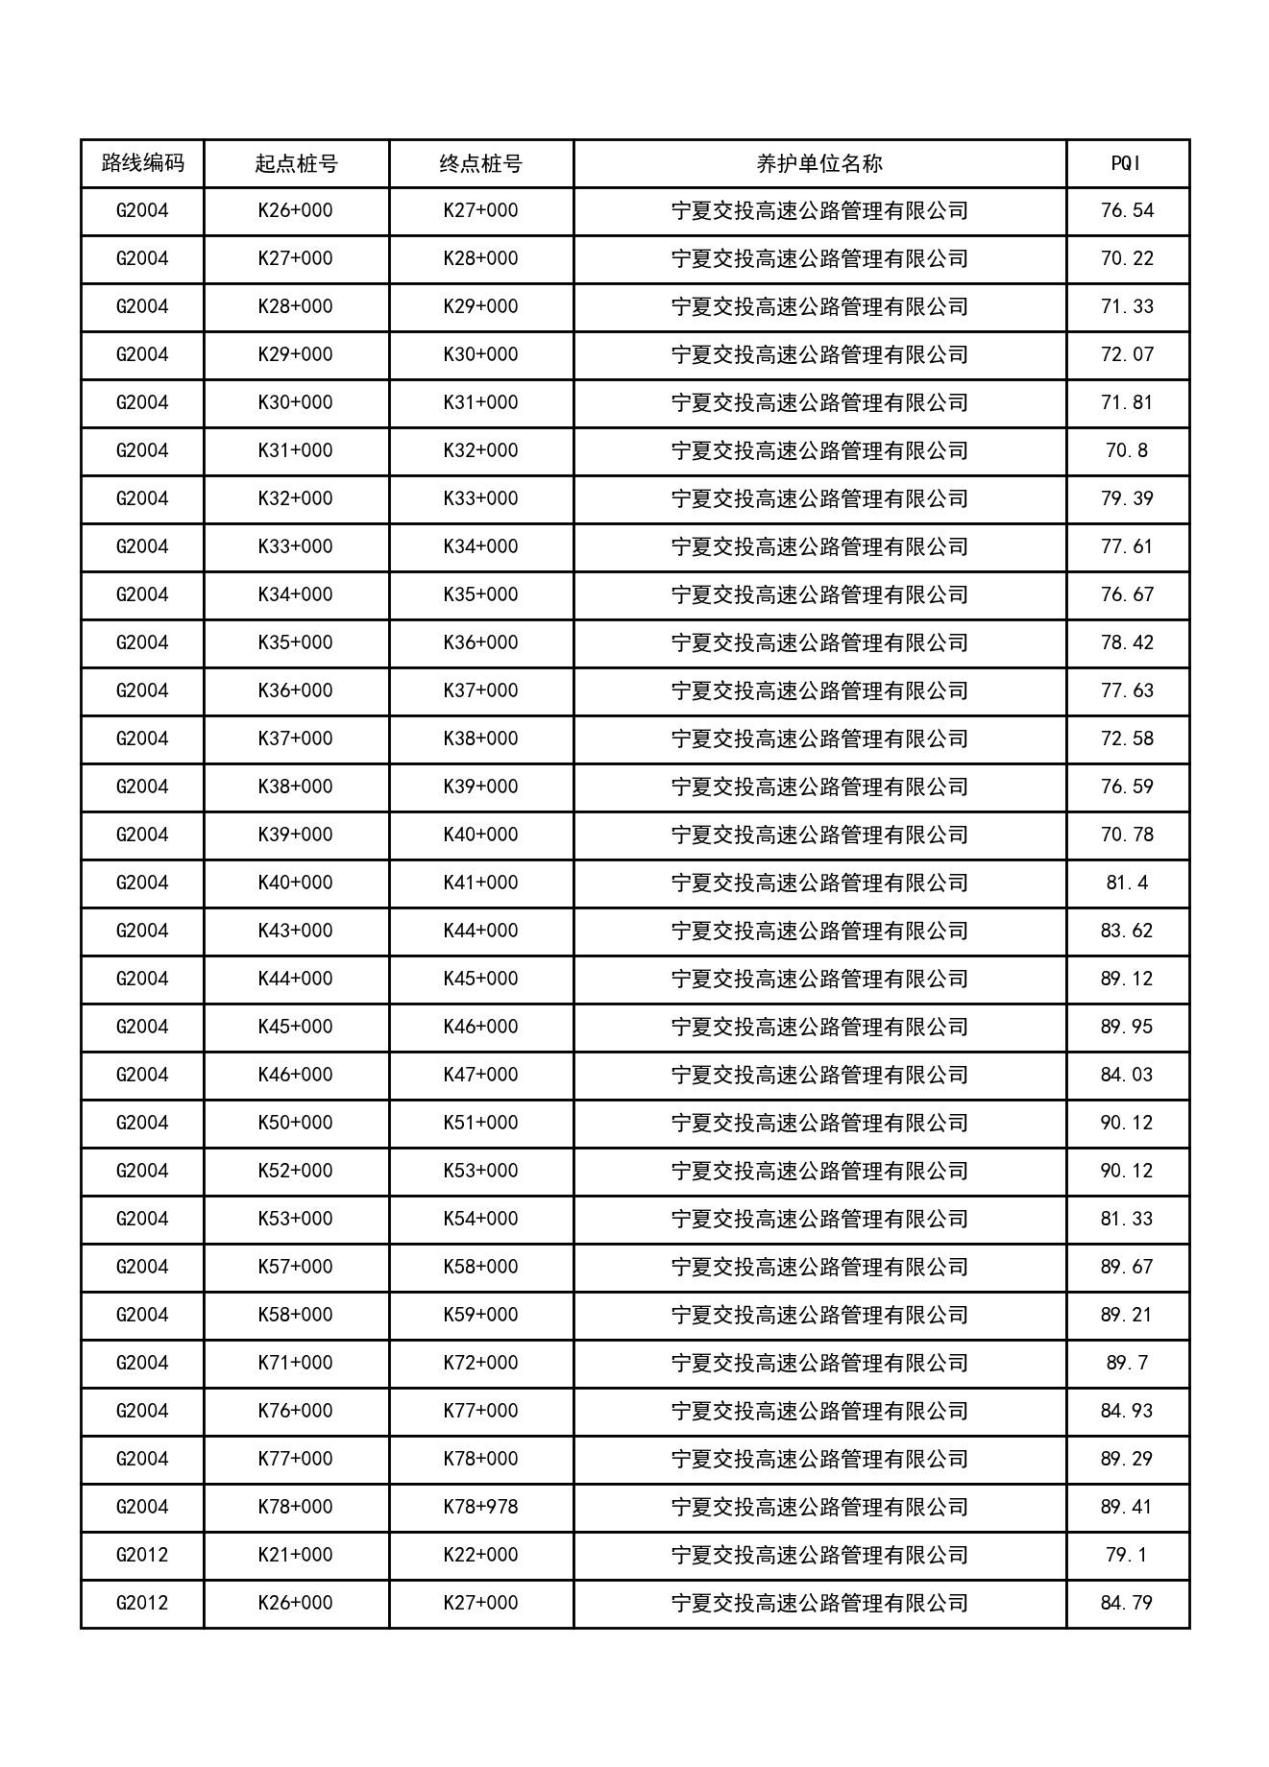 路线编码 起点桩号 终点桩号 养护单位名称 PQI
G2004 K26+000 K27+000 宁夏交投高速公路管理有限公司 76.54
G2004 K27+000 K28+000 宁夏交投高速公路管理有限公司 70.22
G2004 K28+000 K29+000 宁夏交投高速公路管理有限公司 71.33
G2004 K29+000 K30+000 宁夏交投高速公路管理有限公司 72.07
G2004 K30+000 K31+000 宁夏交投高速公路管理有限公司 71.81
G2004 K31+000 K32+000 宁夏交投高速公路管理有限公司 70.8
G2004 K32+000 K33+000 宁夏交投高速公路管理有限公司 79.39
G2004 K33+000 K34+000 宁夏交投高速公路管理有限公司 77.61
G2004 K34+000 K35+000 宁夏交投高速公路管理有限公司 76.67
G2004 K35+000 K36+000 宁夏交投高速公路管理有限公司 78.42
G2004 K36+000 K37+000 宁夏交投高速公路管理有限公司 77.63
G2004 K37+000 K38+000 宁夏交投高速公路管理有限公司 72.58
G2004 K38+000 K39+000 宁夏交投高速公路管理有限公司 76.59
G2004 K39+000 K40+000 宁夏交投高速公路管理有限公司 70.78
G2004 K40+000 K41+000 宁夏交投高速公路管理有限公司 81.4
G2004 K43+000 K44+000 宁夏交投高速公路管理有限公司 83.62
G2004 K44+000 K45+000 宁夏交投高速公路管理有限公司 89.12
G2004 K45+000 K46+000 宁夏交投高速公路管理有限公司 89.95
G2004 K46+000 K47+000 宁夏交投高速公路管理有限公司 84.03
G2004 K50+000 K51+000 宁夏交投高速公路管理有限公司 90.12
G2004 K52+000 K53+000 宁夏交投高速公路管理有限公司 90.12
G2004 K53+000 K54+000 宁夏交投高速公路管理有限公司 81.33
G2004 K57+000 K58+000 宁夏交投高速公路管理有限公司 89.67
G2004 K58+000 K59+000 宁夏交投高速公路管理有限公司 89.21
G2004 K71+000 K72+000 宁夏交投高速公路管理有限公司 89.7
G2004 K76+000 K77+000 宁夏交投高速公路管理有限公司 84.93
G2004 K77+000 K78+000 宁夏交投高速公路管理有限公司 89.29
G2004 K78+000 K78+978 宁夏交投高速公路管理有限公司 89.41
G2012 K21+000 K22+000 宁夏交投高速公路管理有限公司 79.1
G2012 K26+000 K27+000 宁夏交投高速公路管理有限公司 84.79